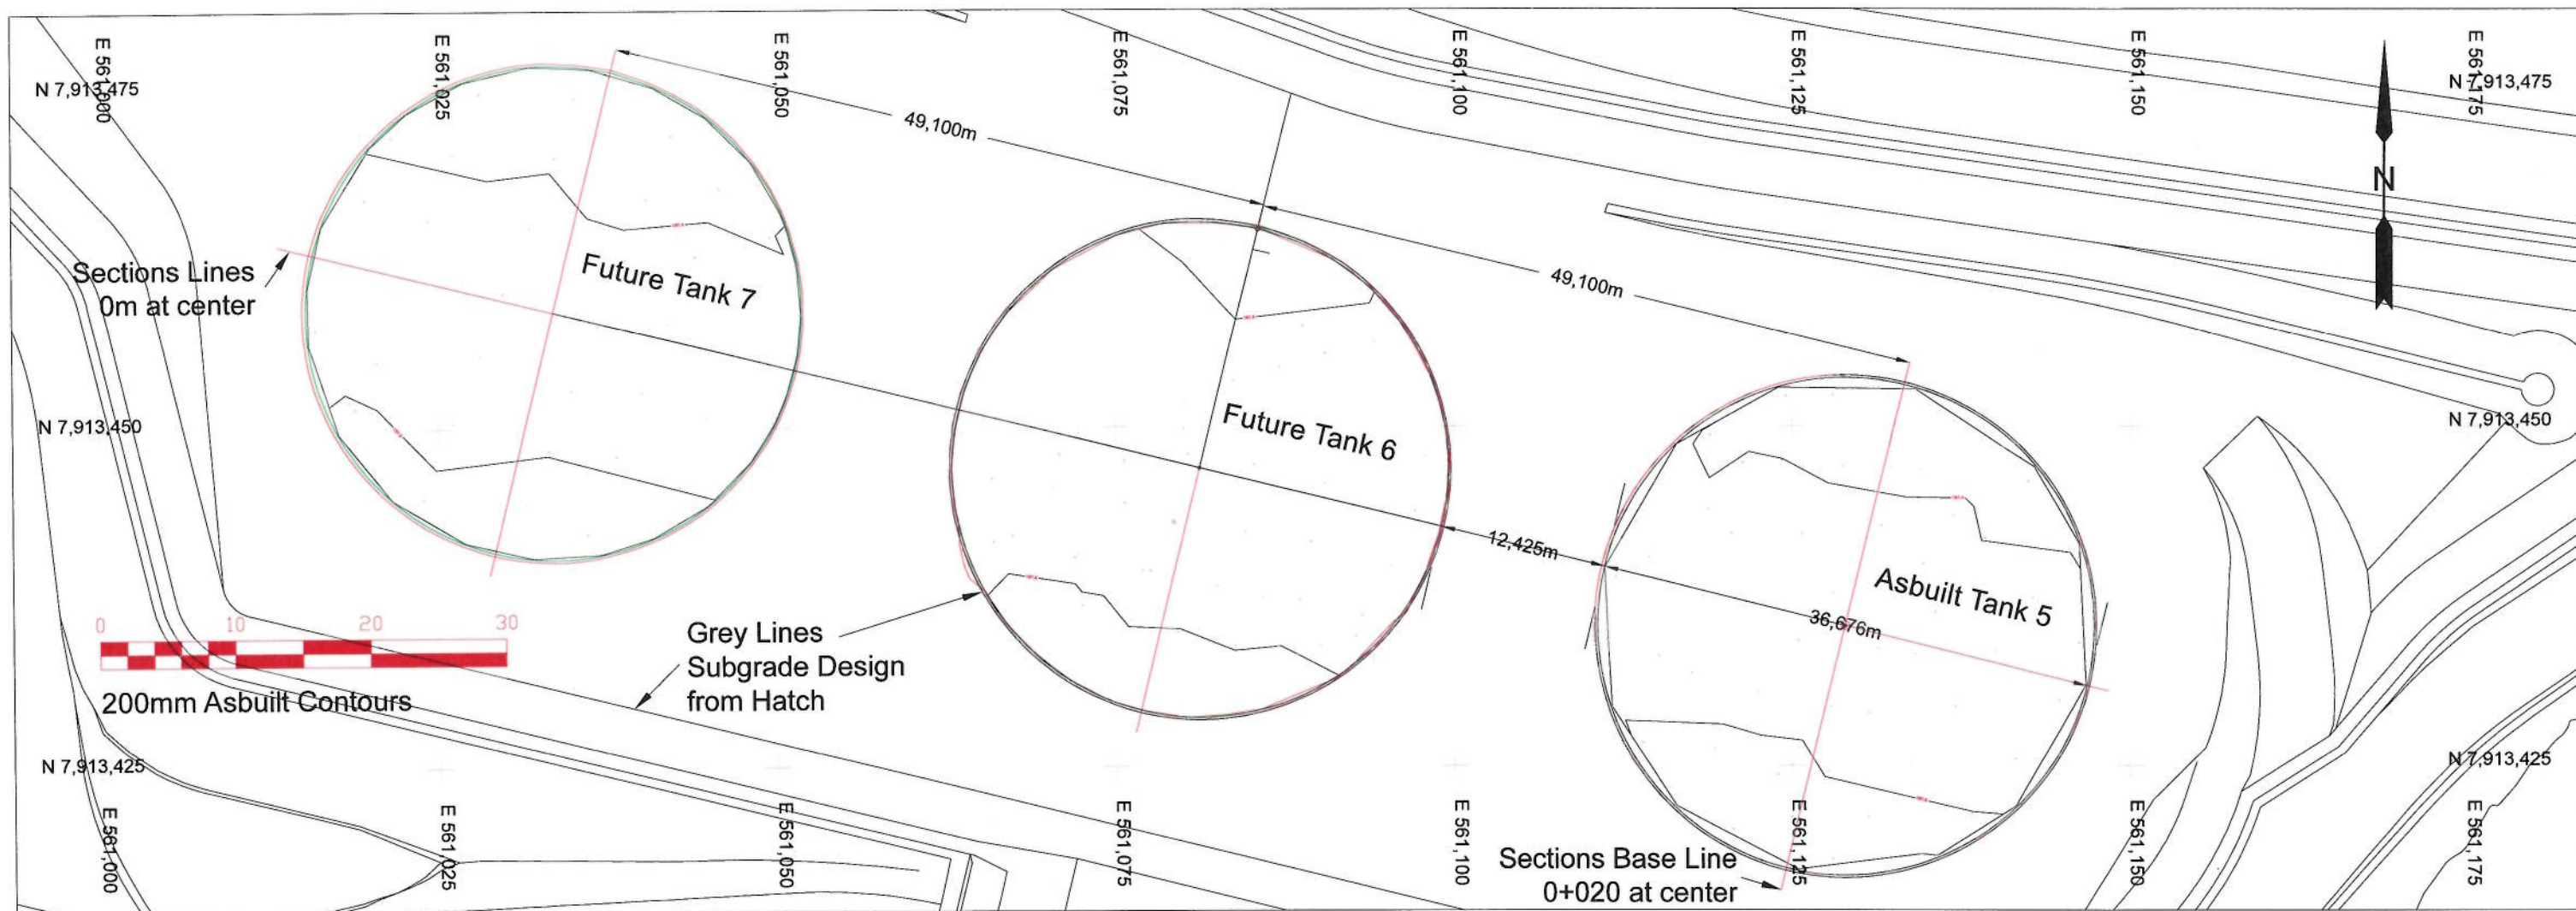 E 561,000
E 561,025
E 561,050
E 561,075
E 561,100
E 561,125
E 561,150
E 561,175
N 7,913,475
N 7,913,475
49,100m
N
Sections Lines
0m at center
Future Tank 7
49,100m
Future Tank 6
N 7,913,450
N 7,913,450
12,425m
Asbuilt Tank 5
36,676m
0 10 20 30
Grey Lines
Subgrade Design
from Hatch
200mm Asbuilt Contours
N 7,913,425
N 7,913,425
E 561,000
E 561,025
E 561,050
E 561,075
E 561,100
E 561,125
E 561,150
E 561,175
Sections Base Line
0+020 at center